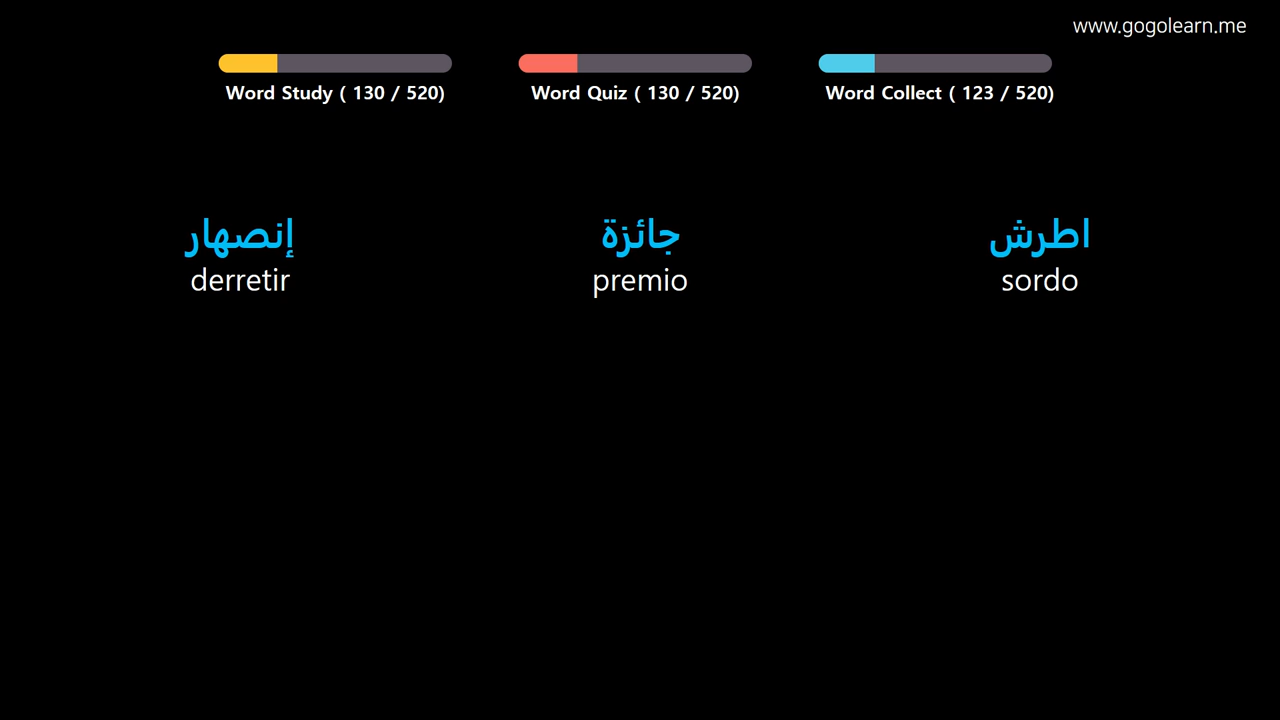 www.gogolearn.me
Word Study ( 130 / 520)
Word Quiz ( 130 / 520)
Word Collect ( 123 / 520)
إنصهار
derretir
جائزة
premio
اطرش
sordo